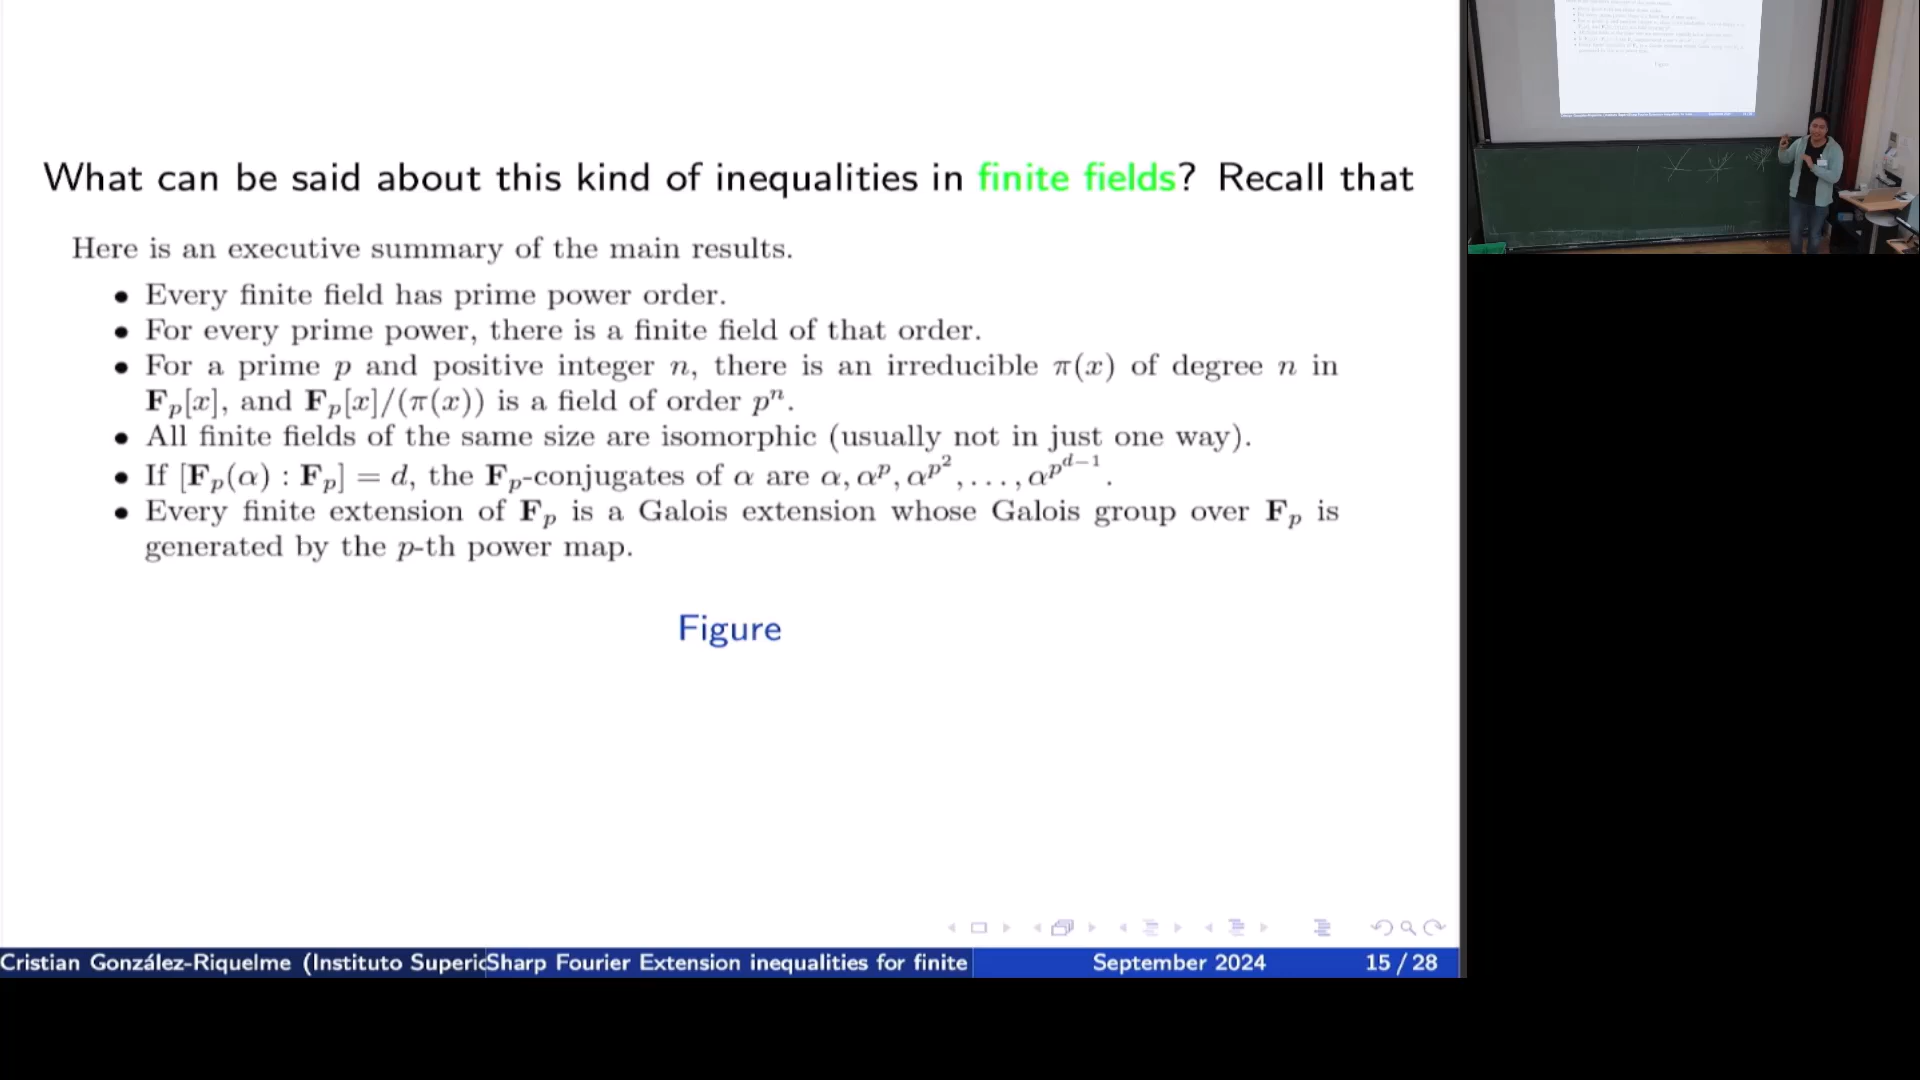 What can be said about this kind of inequalities in finite fields? Recall that
Here is an executive summary of the main results.
• Every finite field has prime power order.
• For every prime power, there is a finite field of that order.
• For a prime p and positive integer n, there is an irreducible π(x) of degree n in
F_p[x], and F_p[x]/(π(x)) is a field of order p^n.
• All finite fields of the same size are isomorphic (usually not in just one way).
• If [F_p(α) : F_p] = d, the F_p-conjugates of α are α, α^p, α^{p^2}, . . . , α^{p^{d−1}}.
• Every finite extension of F_p is a Galois extension whose Galois group over F_p is
generated by the p-th power map.
Figure
Cristian González-Riquelme (Instituto Superic
Sharp Fourier Extension inequalities for finite
September 2024
15 / 28